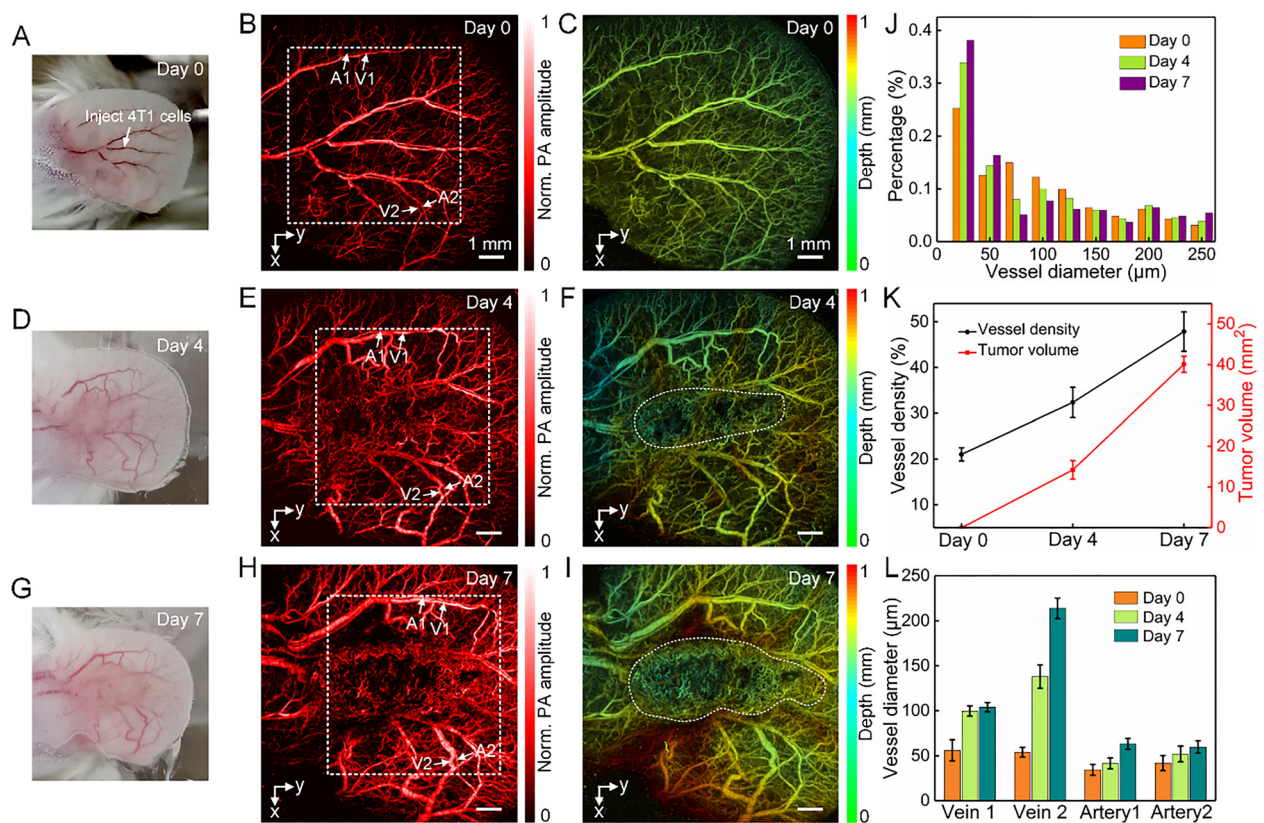 A
Day 0
Inject 4T1 cells
B
Day 0
A1 V1
V2
A2
x
y
1 mm
1
Norm. PA amplitude
0
C
Day 0
x
y
1 mm
1
Depth (mm)
0
J
Day 0
Day 4
Day 7
0.4
0.3
0.2
0.1
0.0
Percentage (%)
0 50 100 150 200 250
Vessel diameter (μm)
D
Day 4
E
Day 4
A1 V1
V2
A2
x
y
1
Norm. PA amplitude
0
F
Day 4
x
y
1
Depth (mm)
0
K
Vessel density
Tumor volume
50
40
30
20
10
Vessel density (%)
50
40
30
20
10
0
Tumor volume (mm²)
Day 0 Day 4 Day 7
G
Day 7
H
Day 7
A1
V1
V2
A2
x
y
1
Norm. PA amplitude
0
I
Day 7
x
y
1
Depth (mm)
0
L
Day 0
Day 4
Day 7
250
200
150
100
50
0
Vessel diameter (μm)
Vein 1 Vein 2 Artery1 Artery2